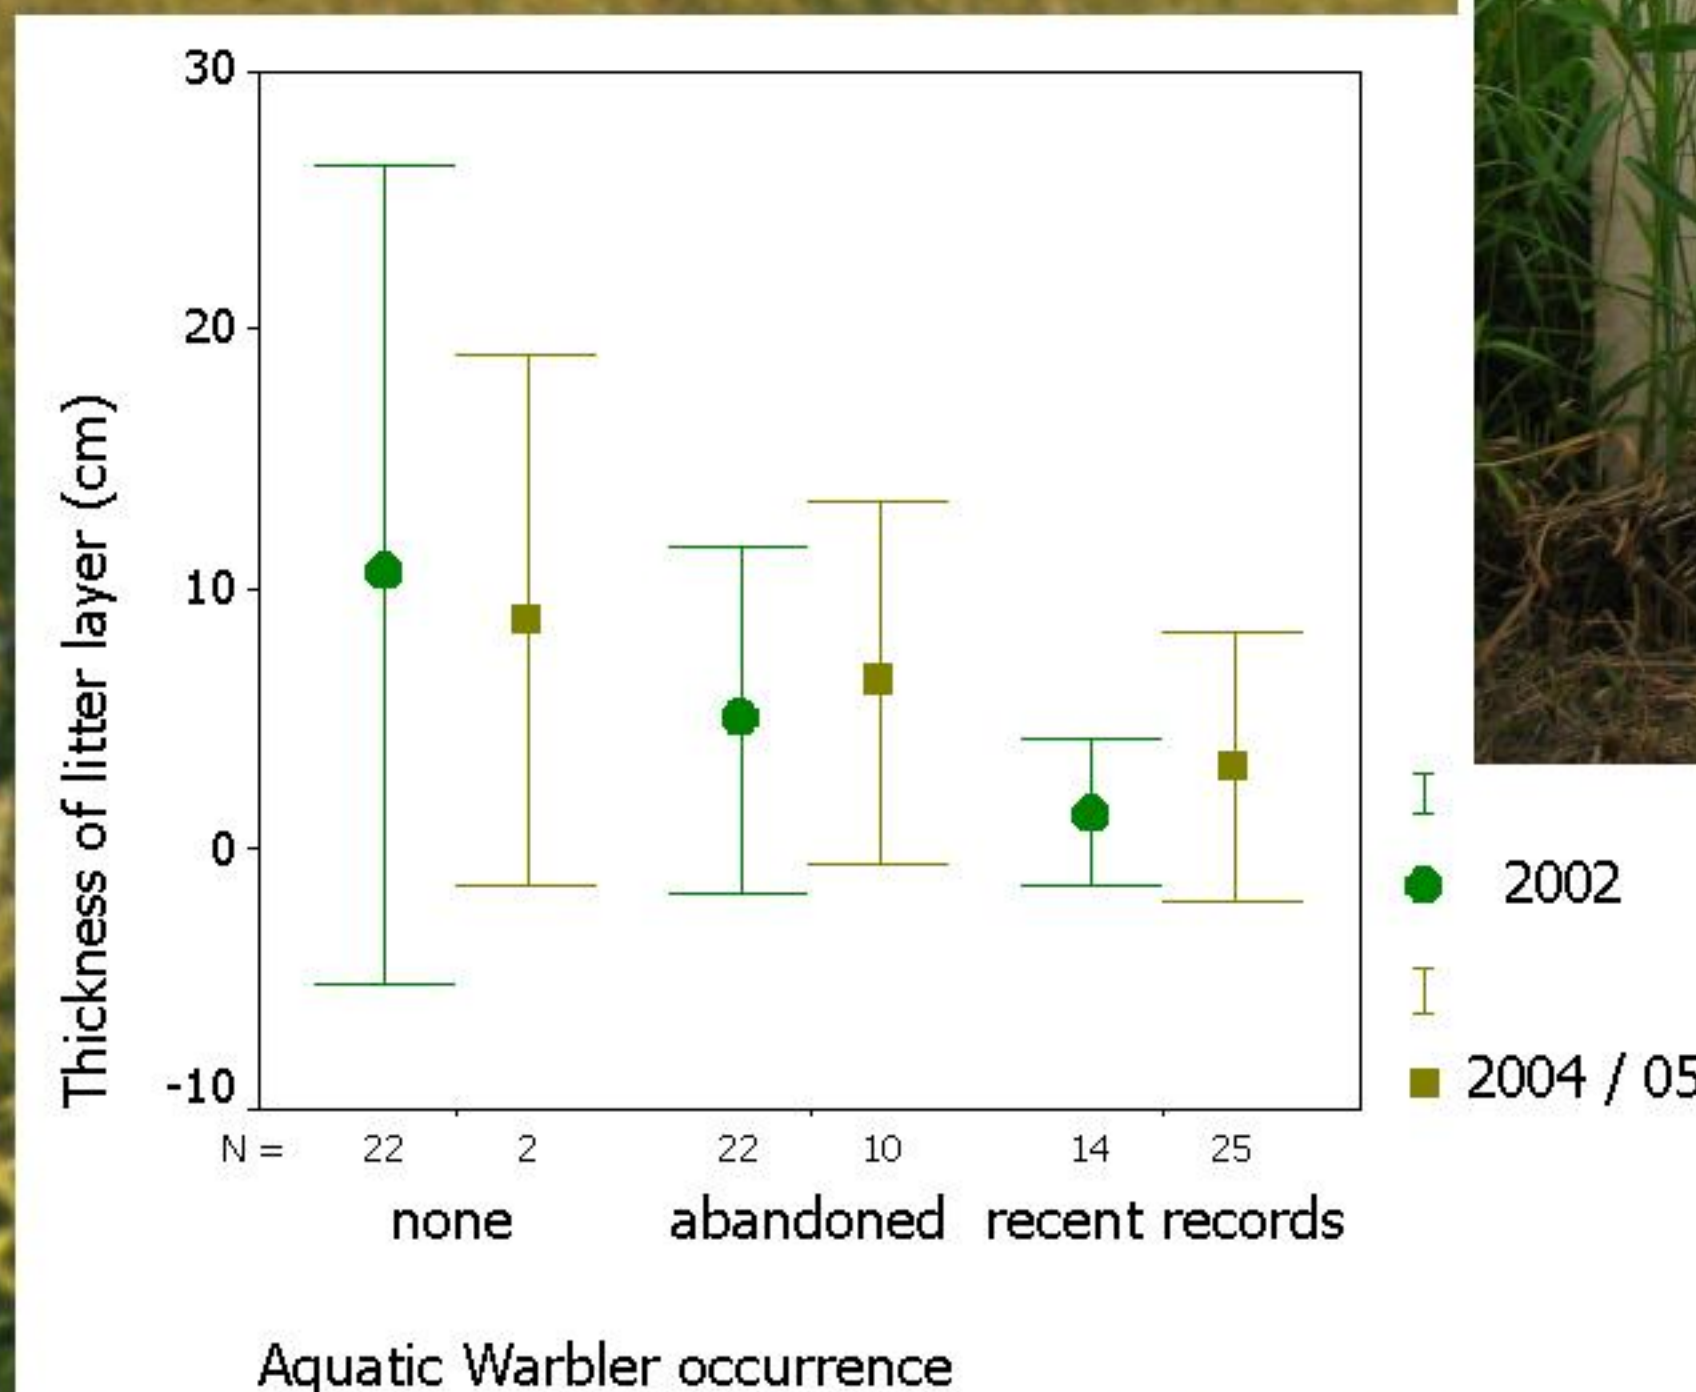 30
20
10
0
-10
Thickness of litter layer (cm)
N = 22 2 22 10 14 25
none abandoned recent records
Aquatic Warbler occurrence
2002
2004 / 05